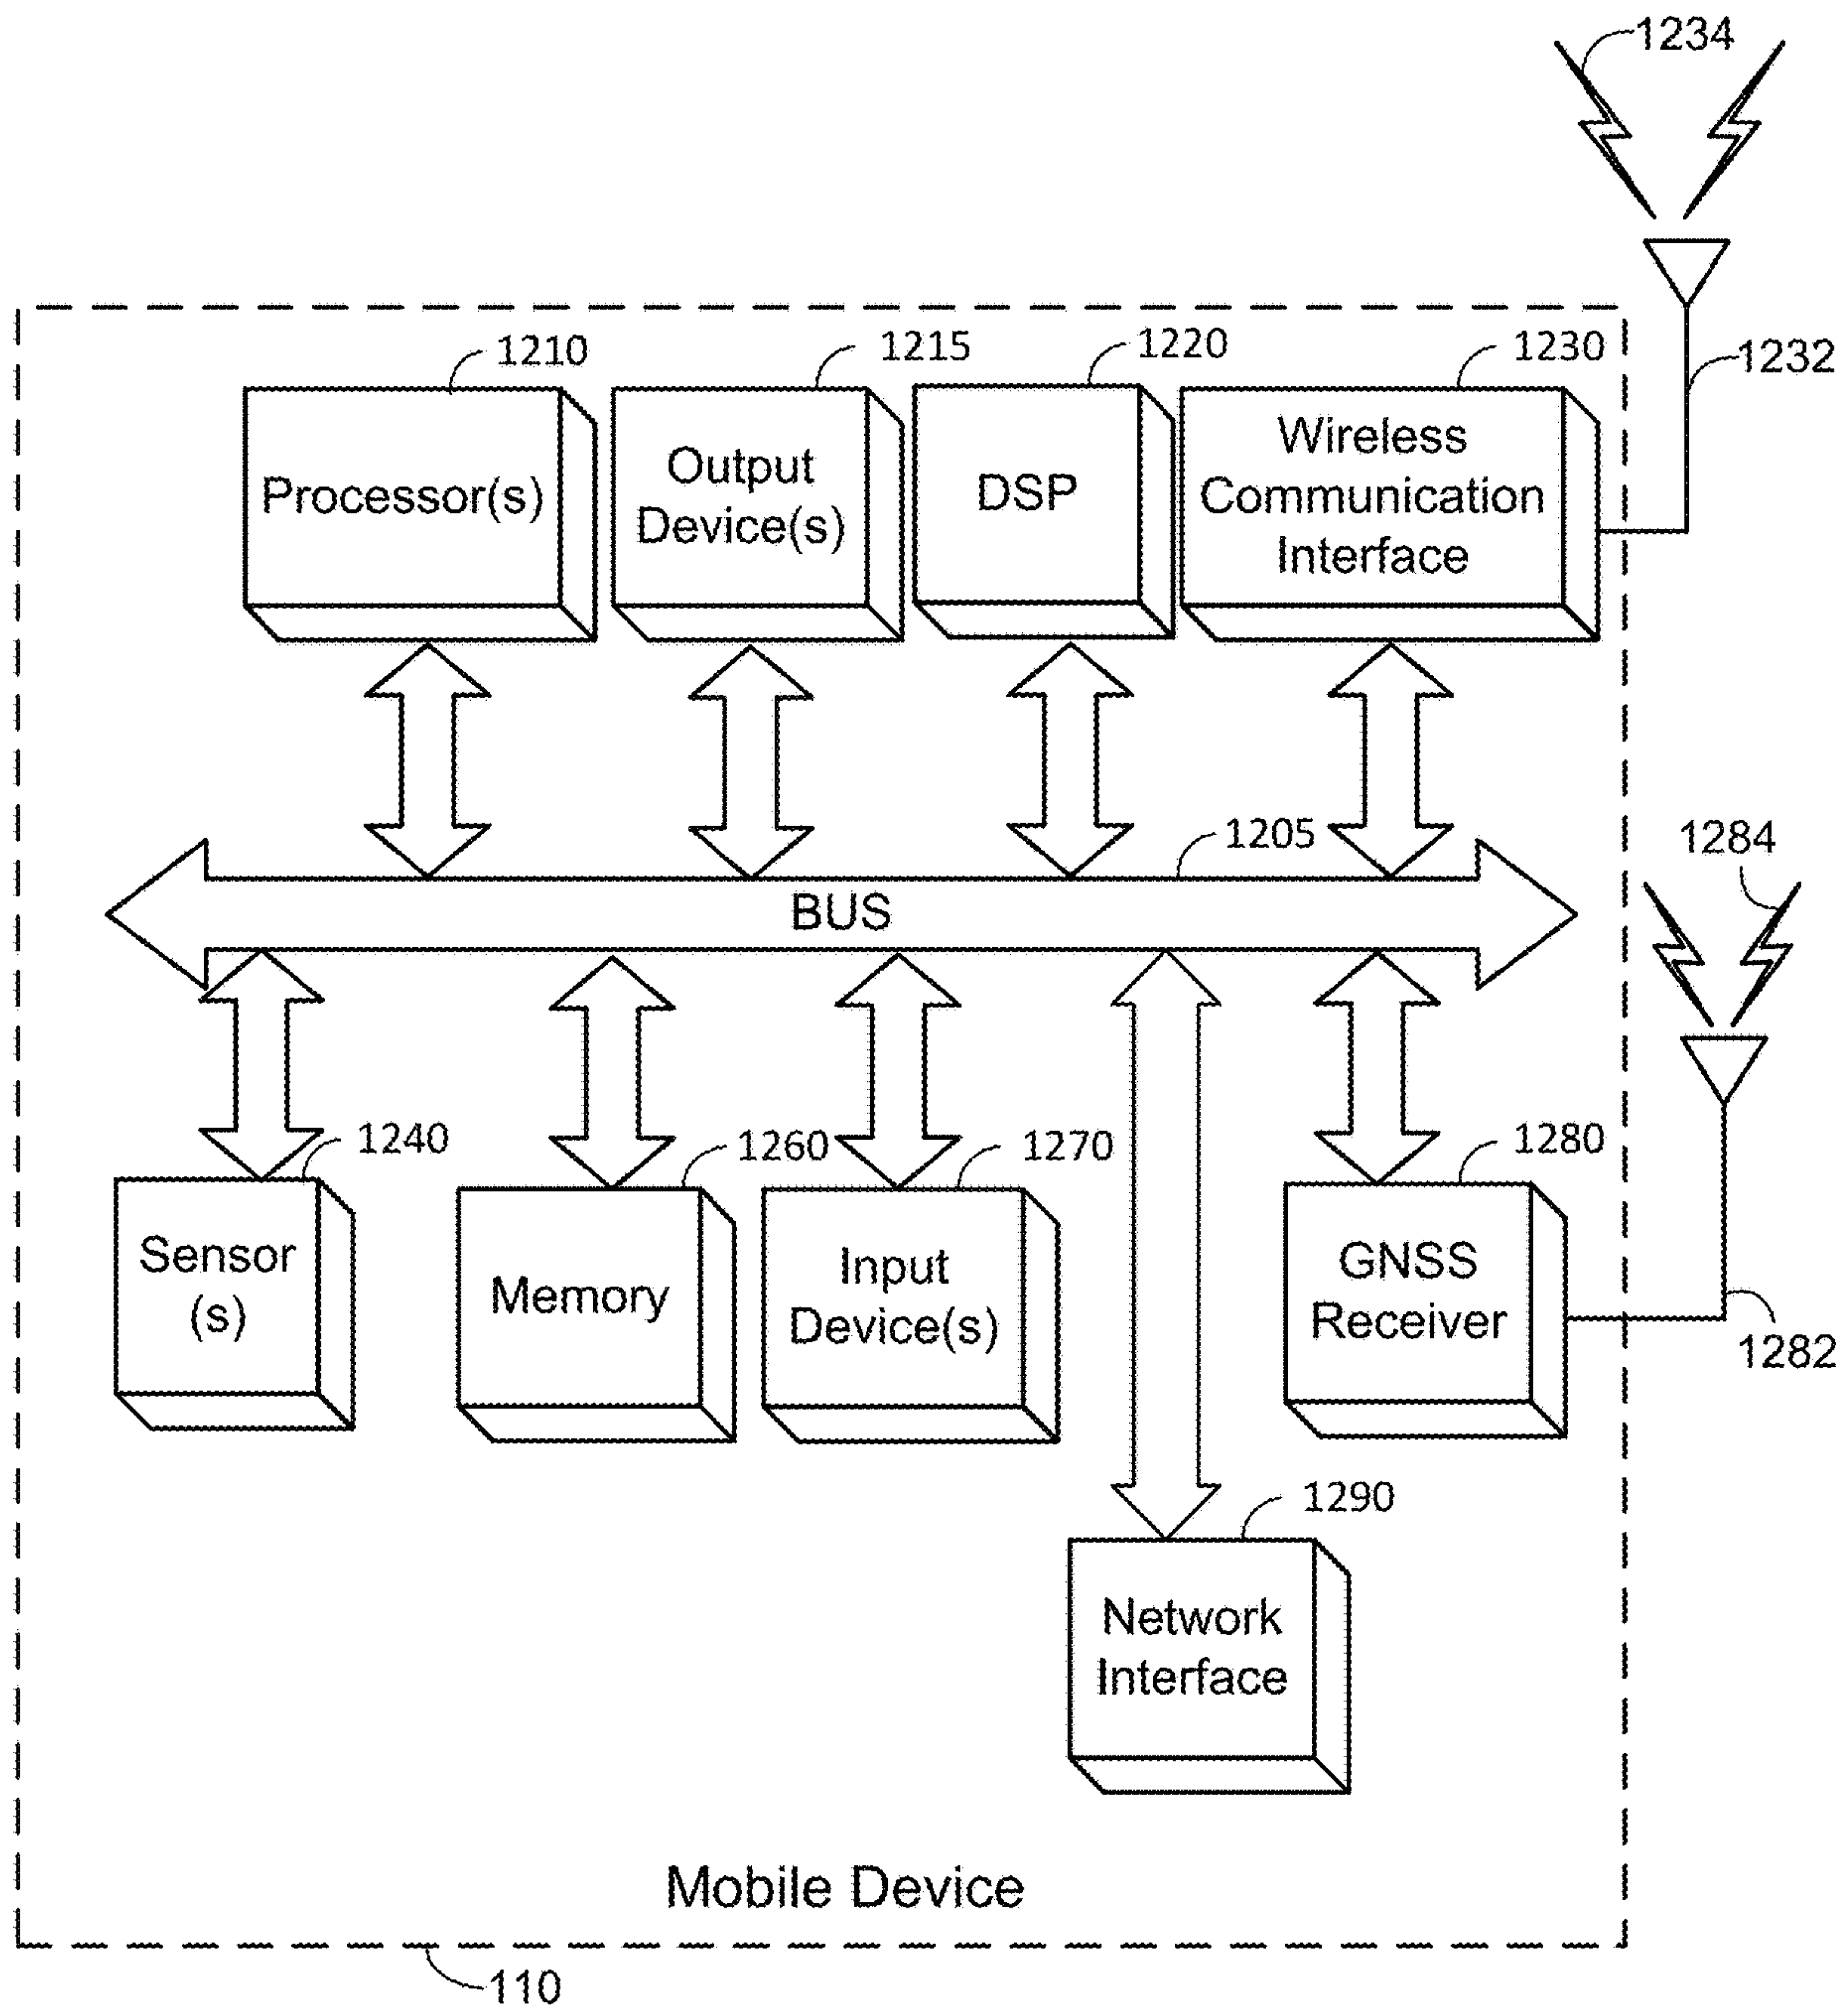 1234
1232
1210
1215
1220
1230
Processor(s)
Output
Device(s)
DSP
Wireless
Communication
Interface
1205
BUS
1284
1240
1260
1270
1280
Sensor
(s)
Memory
Input
Device(s)
GNSS
Receiver
1282
1290
Network
Interface
Mobile Device
110